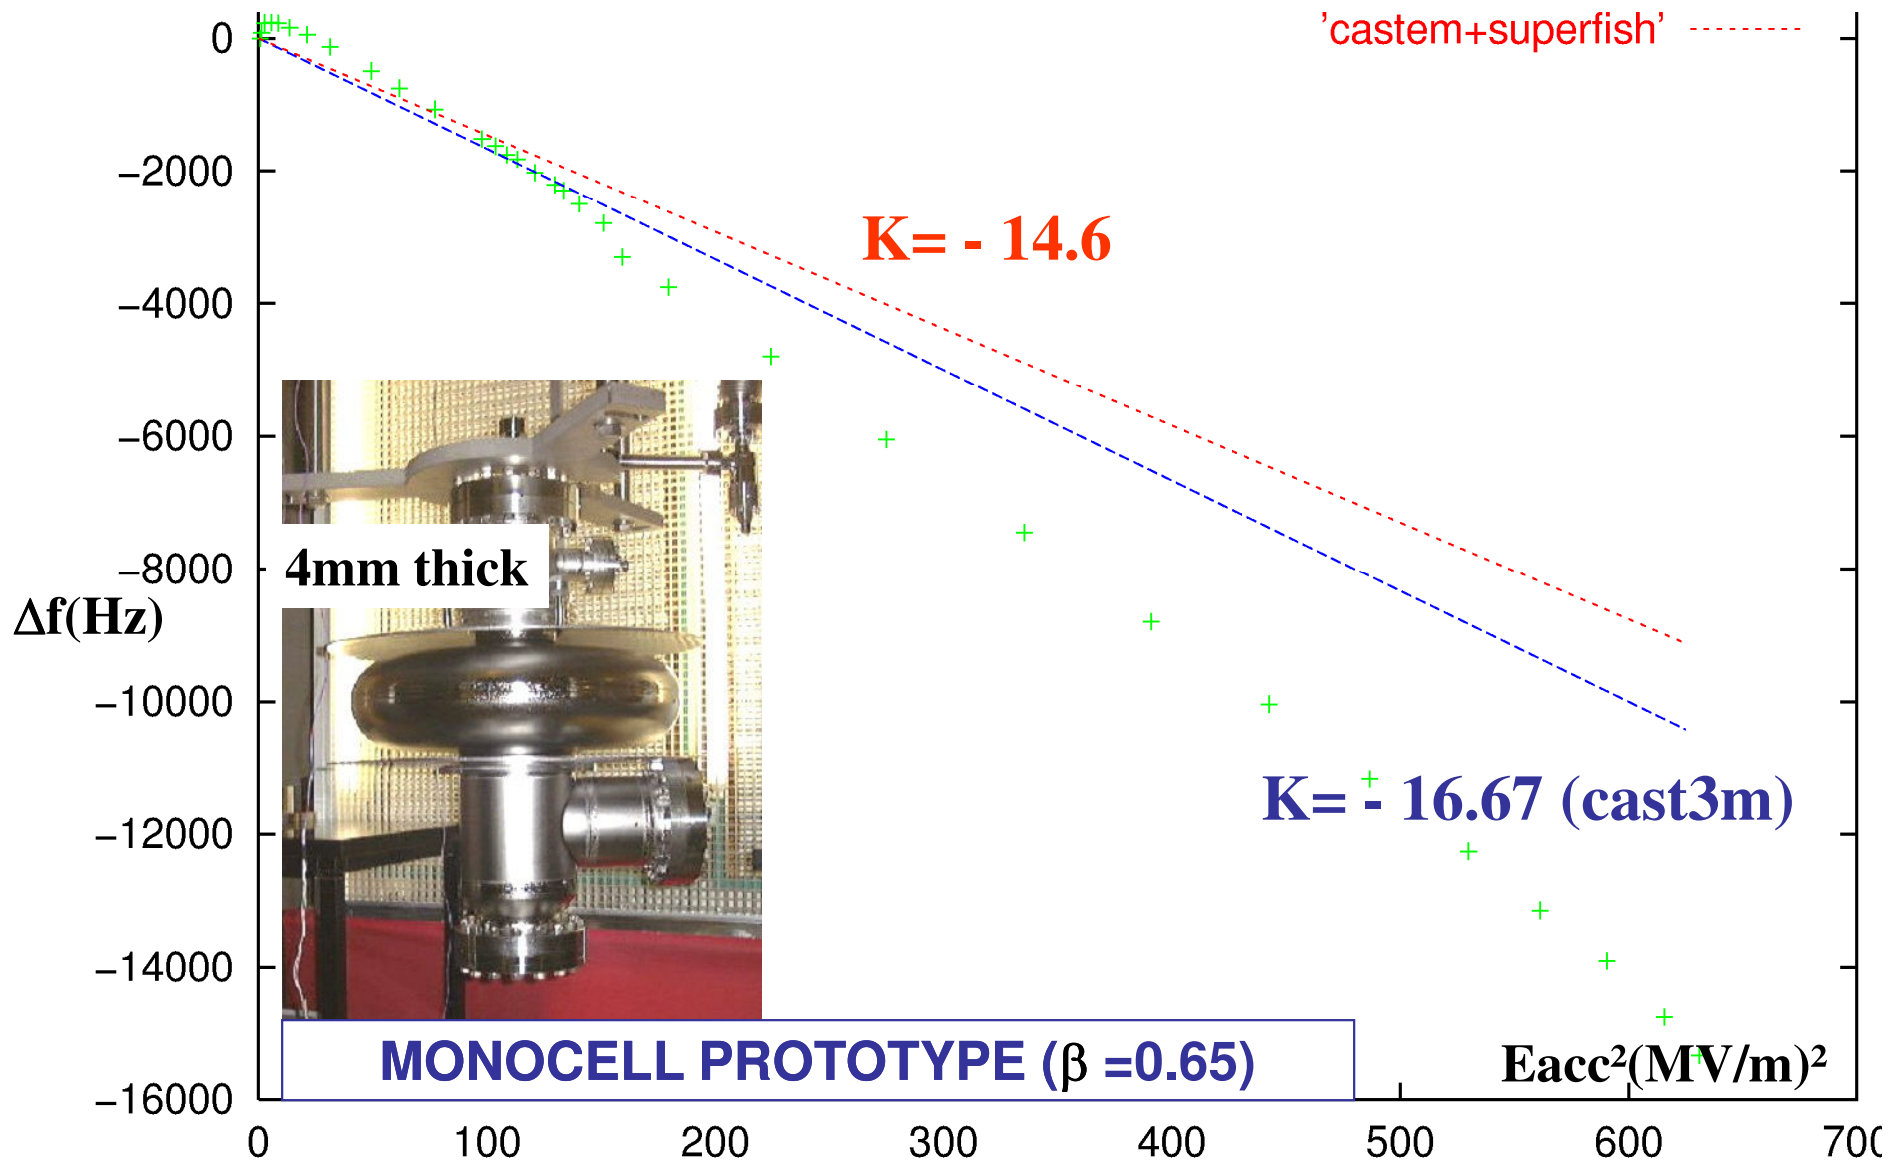 'castem+superfish'
0
−2000
−4000
−6000
−8000
−10000
−12000
−14000
−16000
Δf(Hz)
K= - 14.6
4mm thick
K= - 16.67 (cast3m)
MONOCELL PROTOTYPE (β =0.65)
Eacc²(MV/m)²
0 100 200 300 400 500 600 700